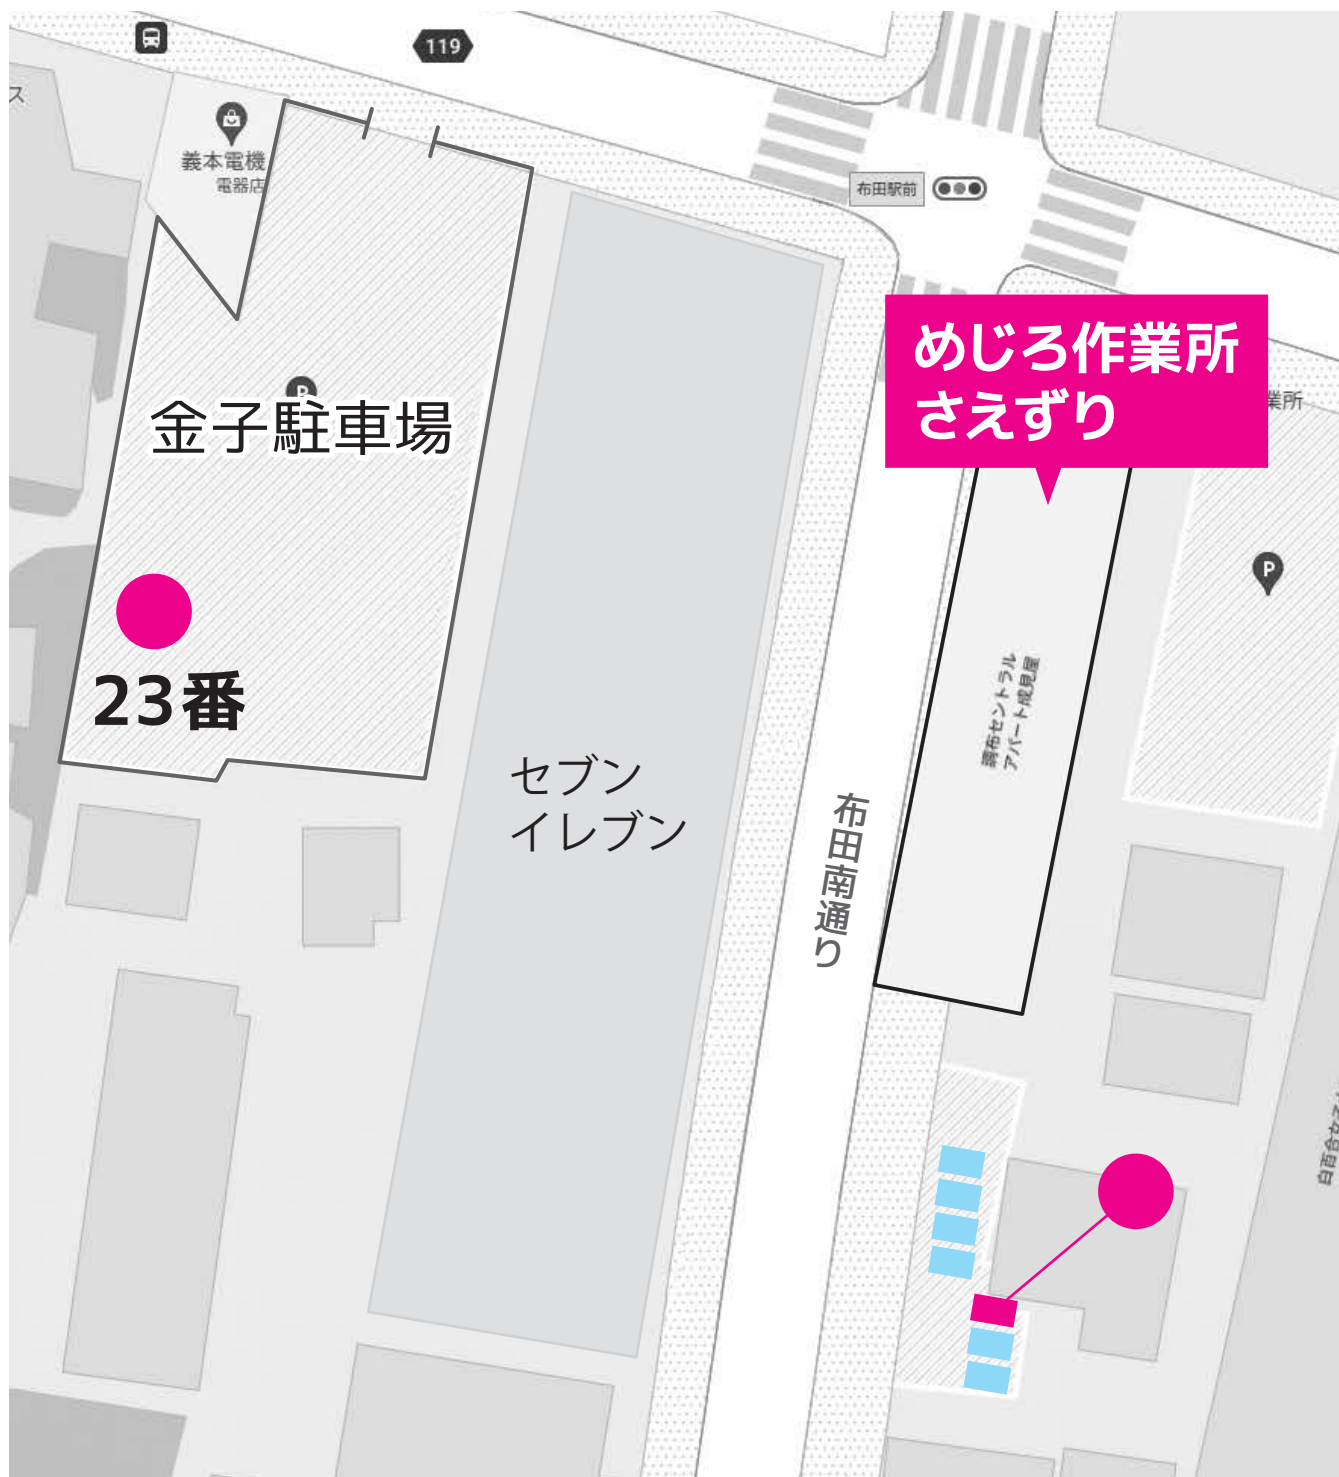 119
ス
義本電機
電器店
布田駅前
めじろ作業所
さえずり
業所
P
金子駐車場
P
23番
調布セントラル
アパート成見屋
セブン
イレブン
布田南通り